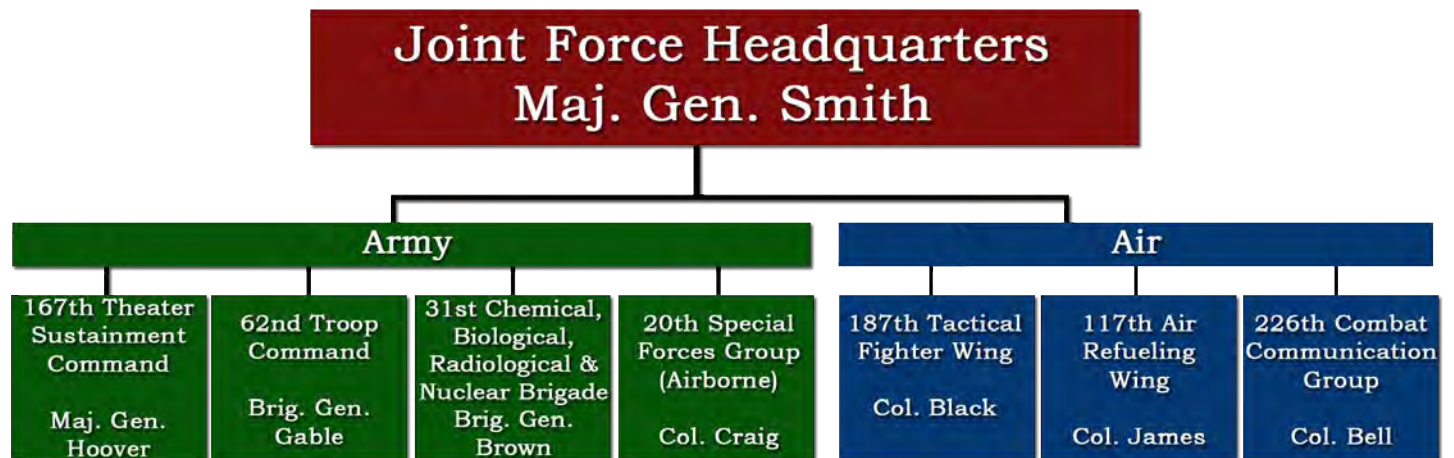 Joint Force Headquarters
Maj. Gen. Smith
Army
Air
167th Theater
Sustainment
Command
Maj. Gen.
Hoover
62nd Troop
Command
Brig. Gen.
Gable
31st Chemical,
Biological,
Radiological &
Nuclear Brigade
Brig. Gen.
Brown
20th Special
Forces Group
(Airborne)
Col. Craig
187th Tactical
Fighter Wing
Col. Black
117th Air
Refueling
Wing
Col. James
226th Combat
Communication
Group
Col. Bell